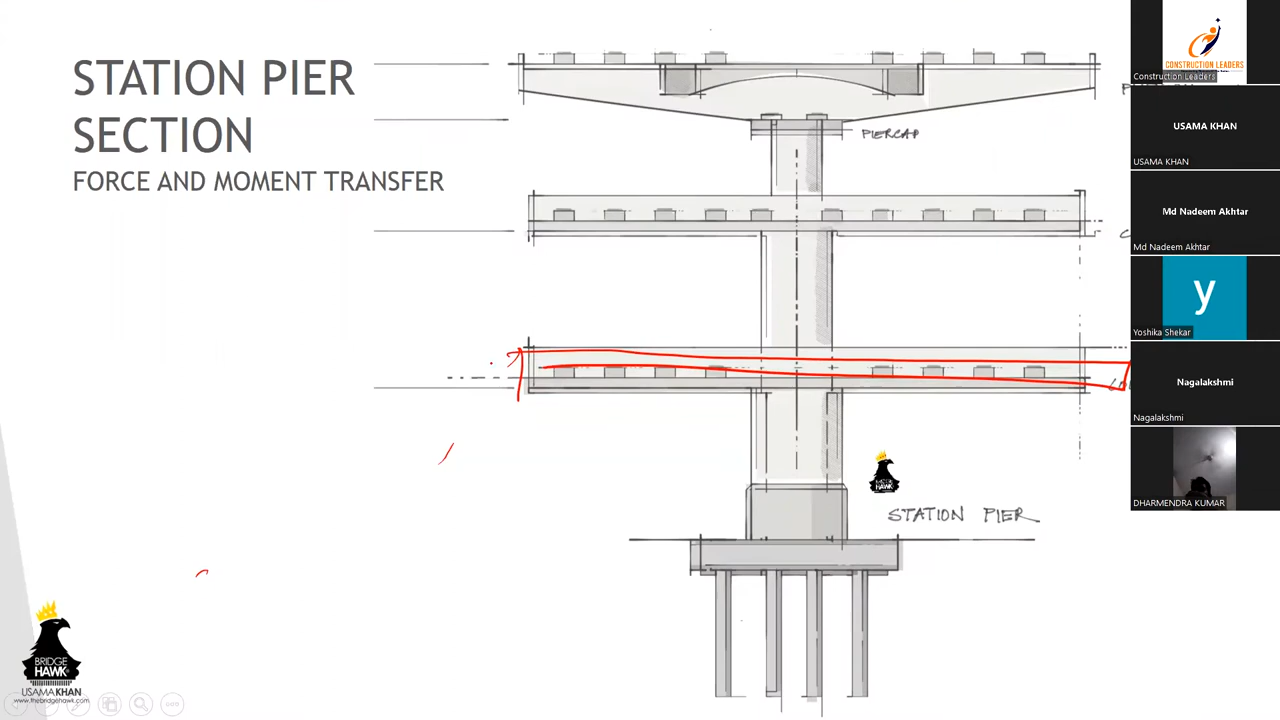 STATION PIER
SECTION
FORCE AND MOMENT TRANSFER
PIERCAP
STATION PIER
BRIDGE
HAWK
USAMA KHAN
www.thebridgehawk.com
CONSTRUCTION LEADERS
Construction Leaders
USAMA KHAN
USAMA KHAN
Md Nadeem Akhtar
Md Nadeem Akhtar
y
Yoshika Shekar
Nagalakshmi
Nagalakshmi
DHARMENDRA KUMAR